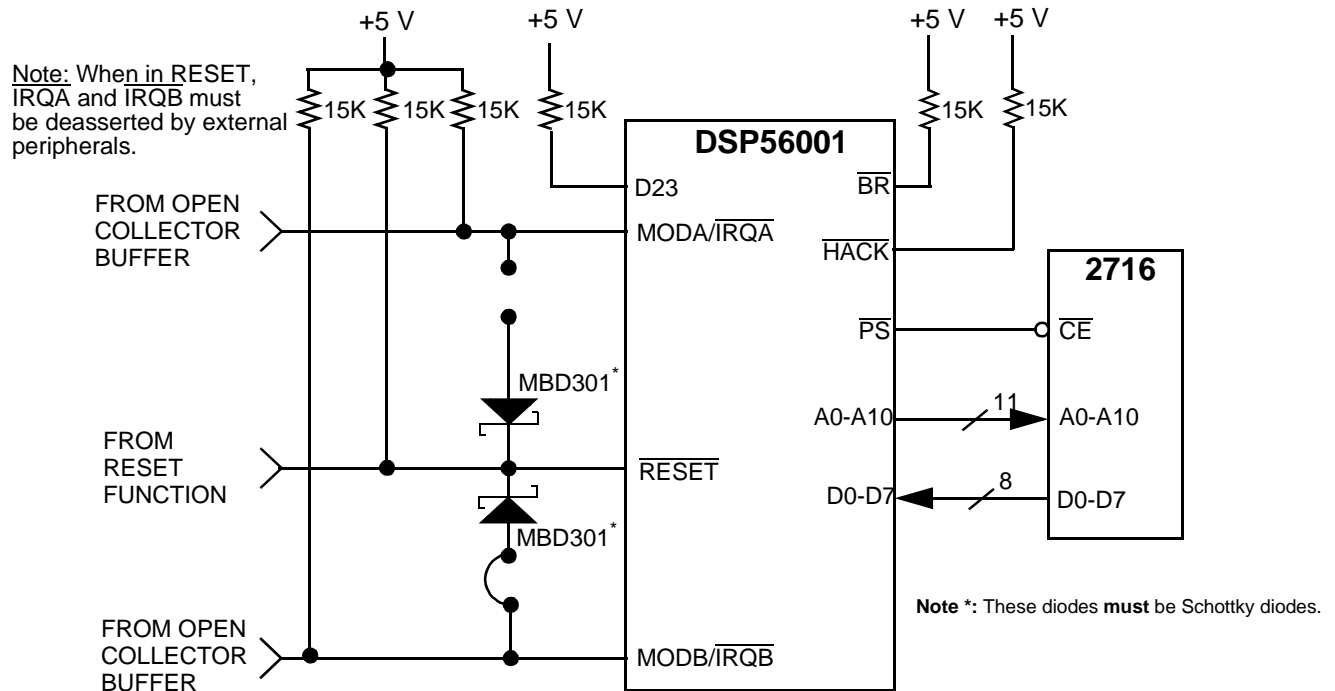 +5 V
+5 V
+5 V
+5 V
Note: When in RESET,
IRQA and IRQB must
be deasserted by external
peripherals.
15K
15K
15K
15K
15K
15K
DSP56001
D23
BR
FROM OPEN
COLLECTOR
BUFFER
MODA/IRQA
HACK
2716
PS
CE
MBD301*
A0-A10
11
A0-A10
FROM
RESET
FUNCTION
RESET
D0-D7
8
D0-D7
MBD301*
Note *: These diodes must be Schottky diodes.
FROM OPEN
COLLECTOR
BUFFER
MODB/IRQB